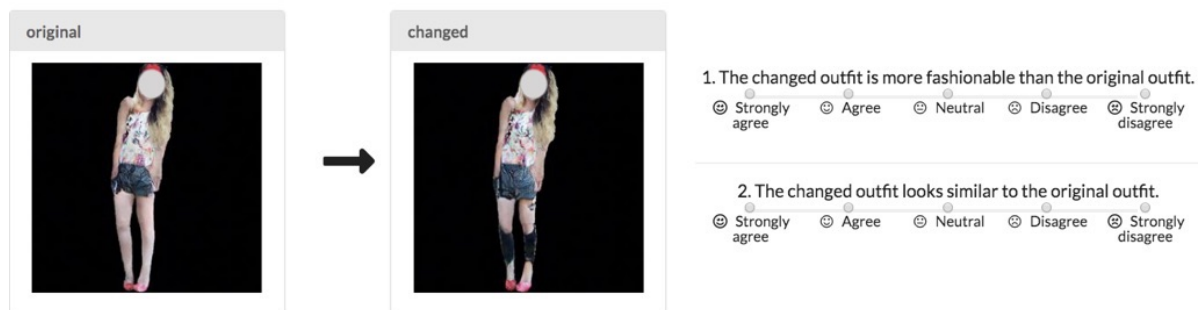 original
changed
1. The changed outfit is more fashionable than the original outfit.
Strongly agree
Agree
Neutral
Disagree
Strongly disagree
2. The changed outfit looks similar to the original outfit.
Strongly agree
Agree
Neutral
Disagree
Strongly disagree